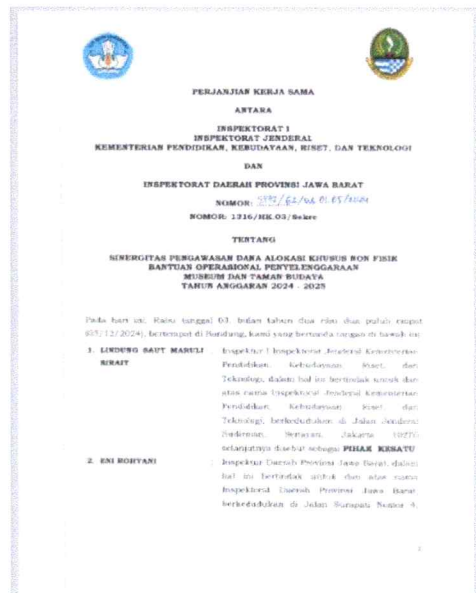 PERJANJIAN KERJA SAMA
ANTARA
INSPEKTORAT I
INSPEKTORAT JENDERAL
KEMENTERIAN PENDIDIKAN, KEBUDAYAAN, RISET, DAN TEKNOLOGI
DAN
INSPEKTORAT DAERAH PROVINSI JAWA BARAT
NOMOR:
NOMOR: 1316/HK.03/Sekre
TENTANG
SINERGITAS PENGAWASAN DANA ALOKASI KHUSUS NON FISIK
BANTUAN OPERASIONAL PENYELENGGARAAN
MUSEUM DAN TAMAN BUDAYA
TAHUN ANGGARAN 2024 - 2025
Pada hari ini, Rabu tanggal 03, bulan tahun dua ribu dua puluh empat
bertempat di Bandung, kami yang bertanda tangan di bawah ini
1. LINDUNG SAUT MARULI Inspektur I Inspektorat Jenderal Kementerian
SIRAIT Pendidikan, Kebudayaan, Riset, dan
Teknologi, dalam hal ini bertindak untuk dan
atas nama Inspektorat Jenderal Kementerian
Pendidikan, Kebudayaan, Riset, dan
Teknologi, berkedudukan di Jalan Jenderal
Sudirman, Senayan, Jakarta
selanjutnya disebut sebagai PIHAK KESATU
2. ENI ROHYANI Inspektur Daerah Provinsi Jawa Barat, dalam
hal ini bertindak untuk dan atas nama
Inspektorat Daerah Provinsi Jawa Barat,
berkedudukan di Jalan Surapati Nomor 4,